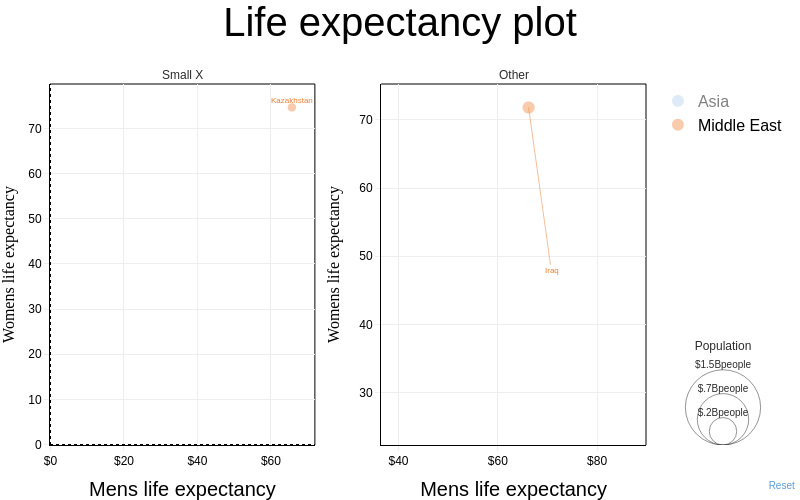 Life expectancy plot
Small X
Other
Kazakhstan
Iraq
Asia
Middle East
70
60
50
40
30
20
10
0
$0
$20
$40
$60
Womens life expectancy
Mens life expectancy
70
60
50
40
30
$40
$60
$80
Womens life expectancy
Mens life expectancy
Population
$1.5Bpeople
$.7Bpeople
$.2Bpeople
Reset